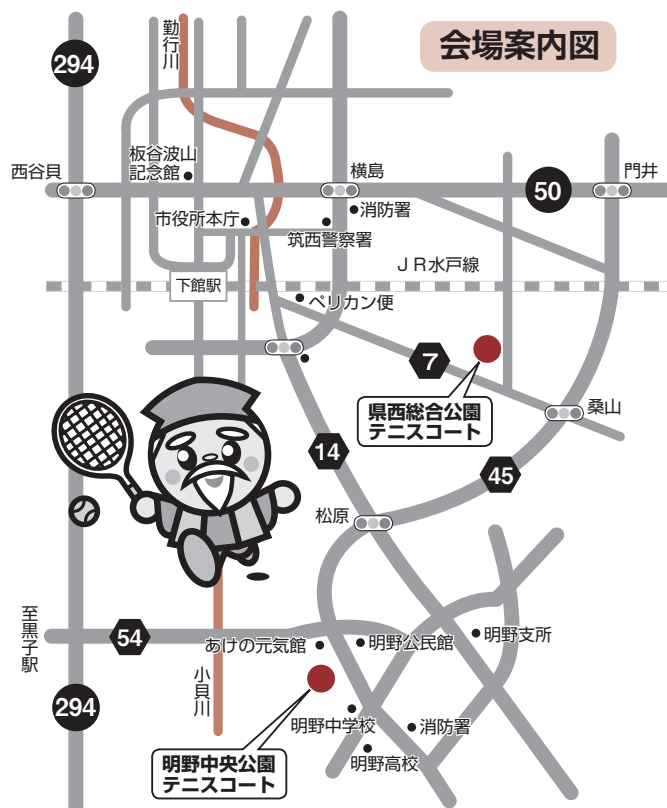 会場案内図
294
勤行川
板谷波山
記念館
西谷貝
横島
門井
50
消防署
市役所本庁
筑西警察署
JR水戸線
下館駅
ペリカン便
7
県西総合公園
テニスコート
桑山
14
45
松原
至黒子駅
54
あけの元気館
明野公民館
明野支所
小貝川
294
明野中学校
消防署
明野高校
明野中央公園
テニスコート